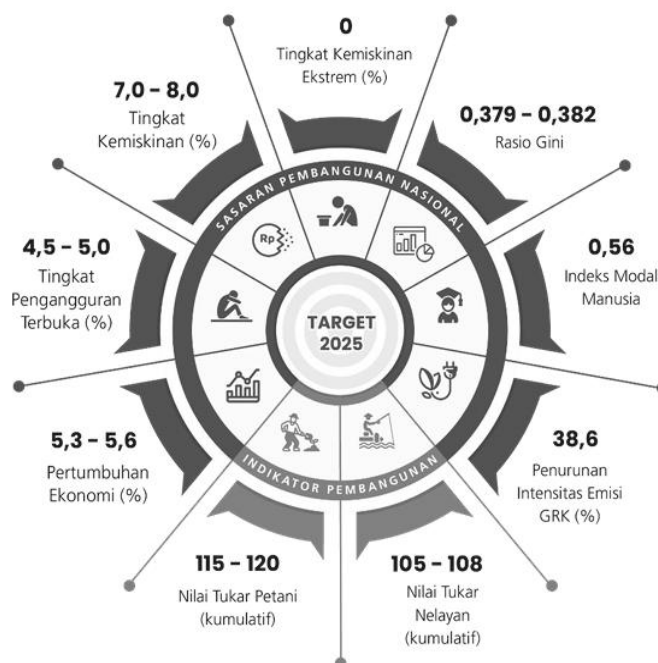 0
Tingkat Kemiskinan
Ekstrem (%)
0,379 – 0,382
Rasio Gini
0,56
Indeks Modal
Manusia
38,6
Penurunan
Intensitas Emisi
GRK (%)
105 – 108
Nilai Tukar
Nelayan
(kumulatif)
115 – 120
Nilai Tukar Petani
(kumulatif)
5,3 – 5,6
Pertumbuhan
Ekonomi (%)
4,5 – 5,0
Tingkat
Pengangguran
Terbuka (%)
7,0 – 8,0
Tingkat
Kemiskinan (%)
SASARAN PEMBANGUNAN NASIONAL
Rp
TARGET
2025
INDIKATOR PEMBANGUNAN